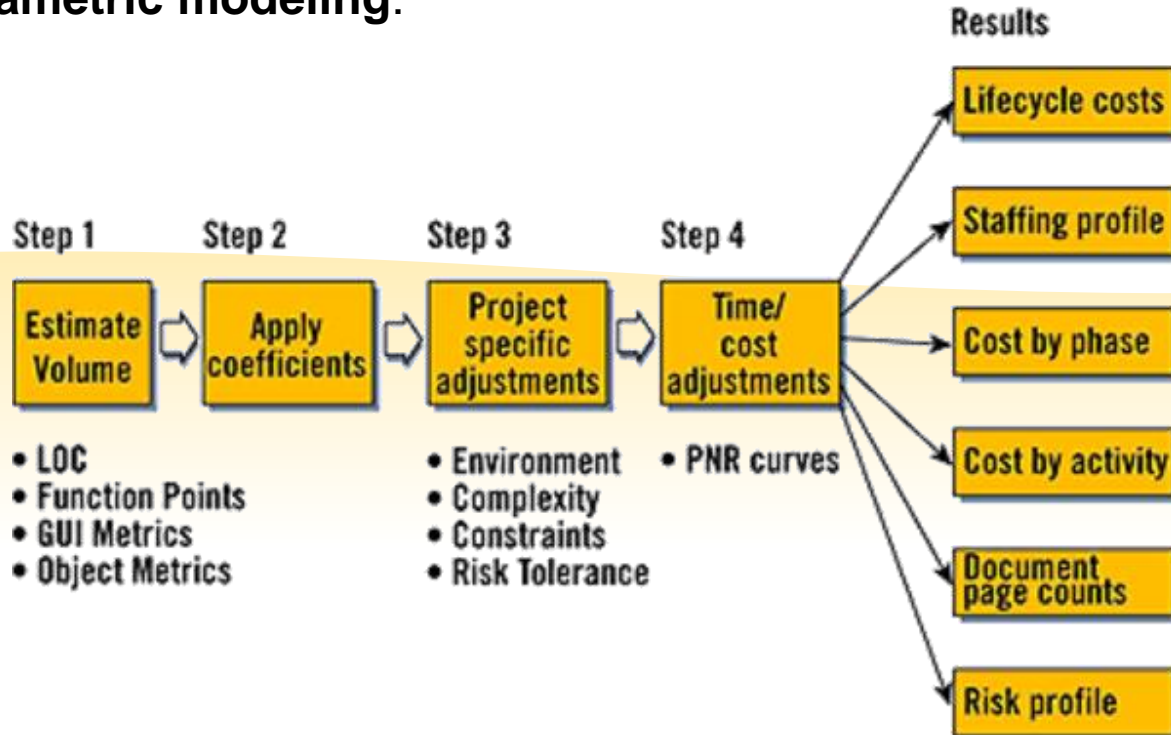 ametric modeling.
Results
Lifecycle costs
Staffing profile
Step 1
Step 2
Step 3
Step 4
Estimate
Volume
Apply
coefficients
Project
specific
adjustments
Time/
cost
adjustments
Cost by phase
• LOC
• Function Points
• GUI Metrics
• Object Metrics
• Environment
• Complexity
• Constraints
• Risk Tolerance
• PNR curves
Cost by activity
Document
page counts
Risk profile